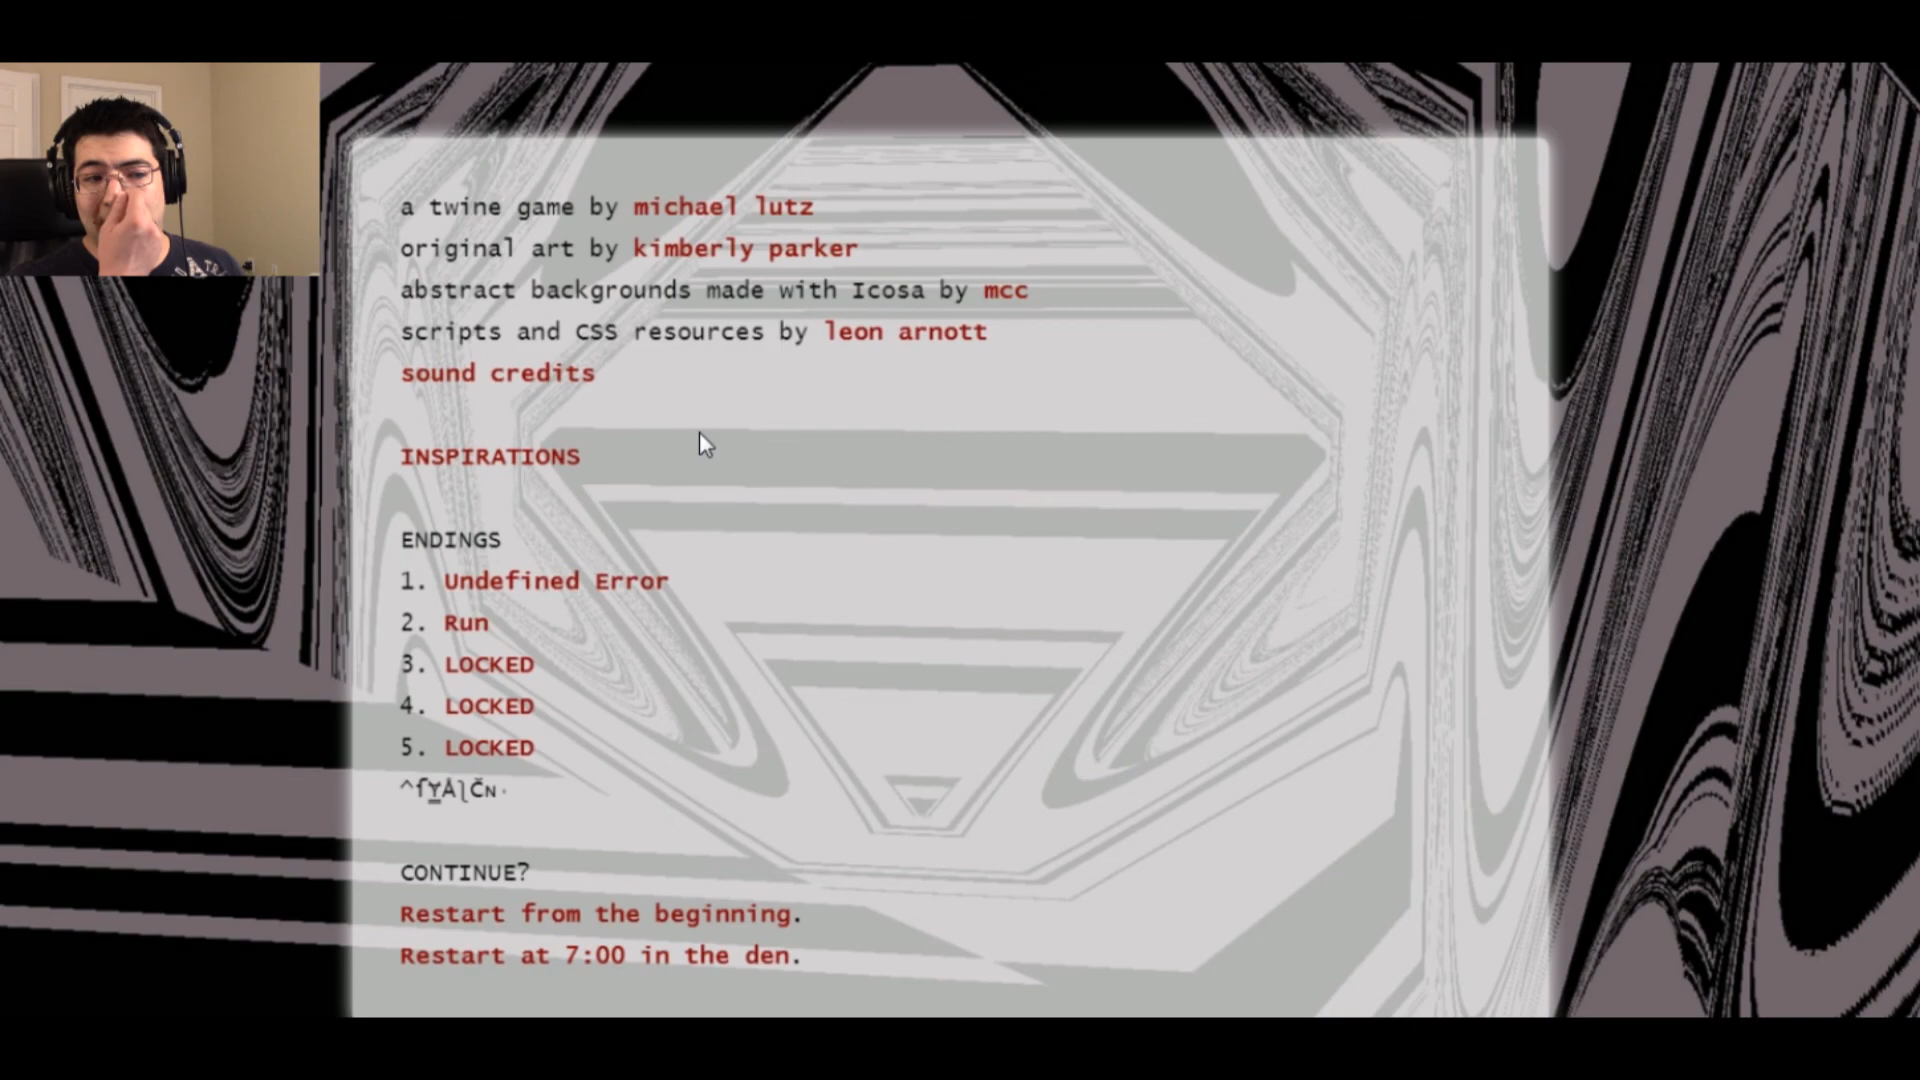 a twine game by michael lutz
original art by kimberly parker
abstract backgrounds made with Icosa by mcc
scripts and CSS resources by leon arnott
sound credits
INSPIRATIONS
ENDINGS
1. Undefined Error
2. Run
3. LOCKED
4. LOCKED
5. LOCKED
CONTINUE?
Restart from the beginning.
Restart at 7:00 in the den.